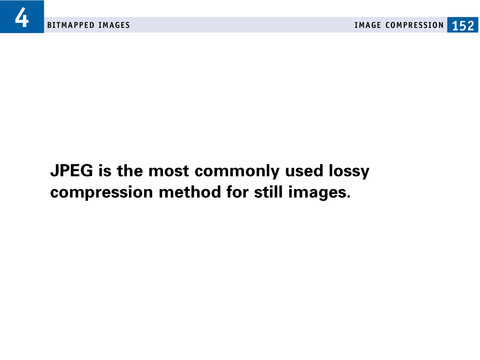 4
BITMAPPED IMAGES
IMAGE COMPRESSION 152
JPEG is the most commonly used lossy
compression method for still images.